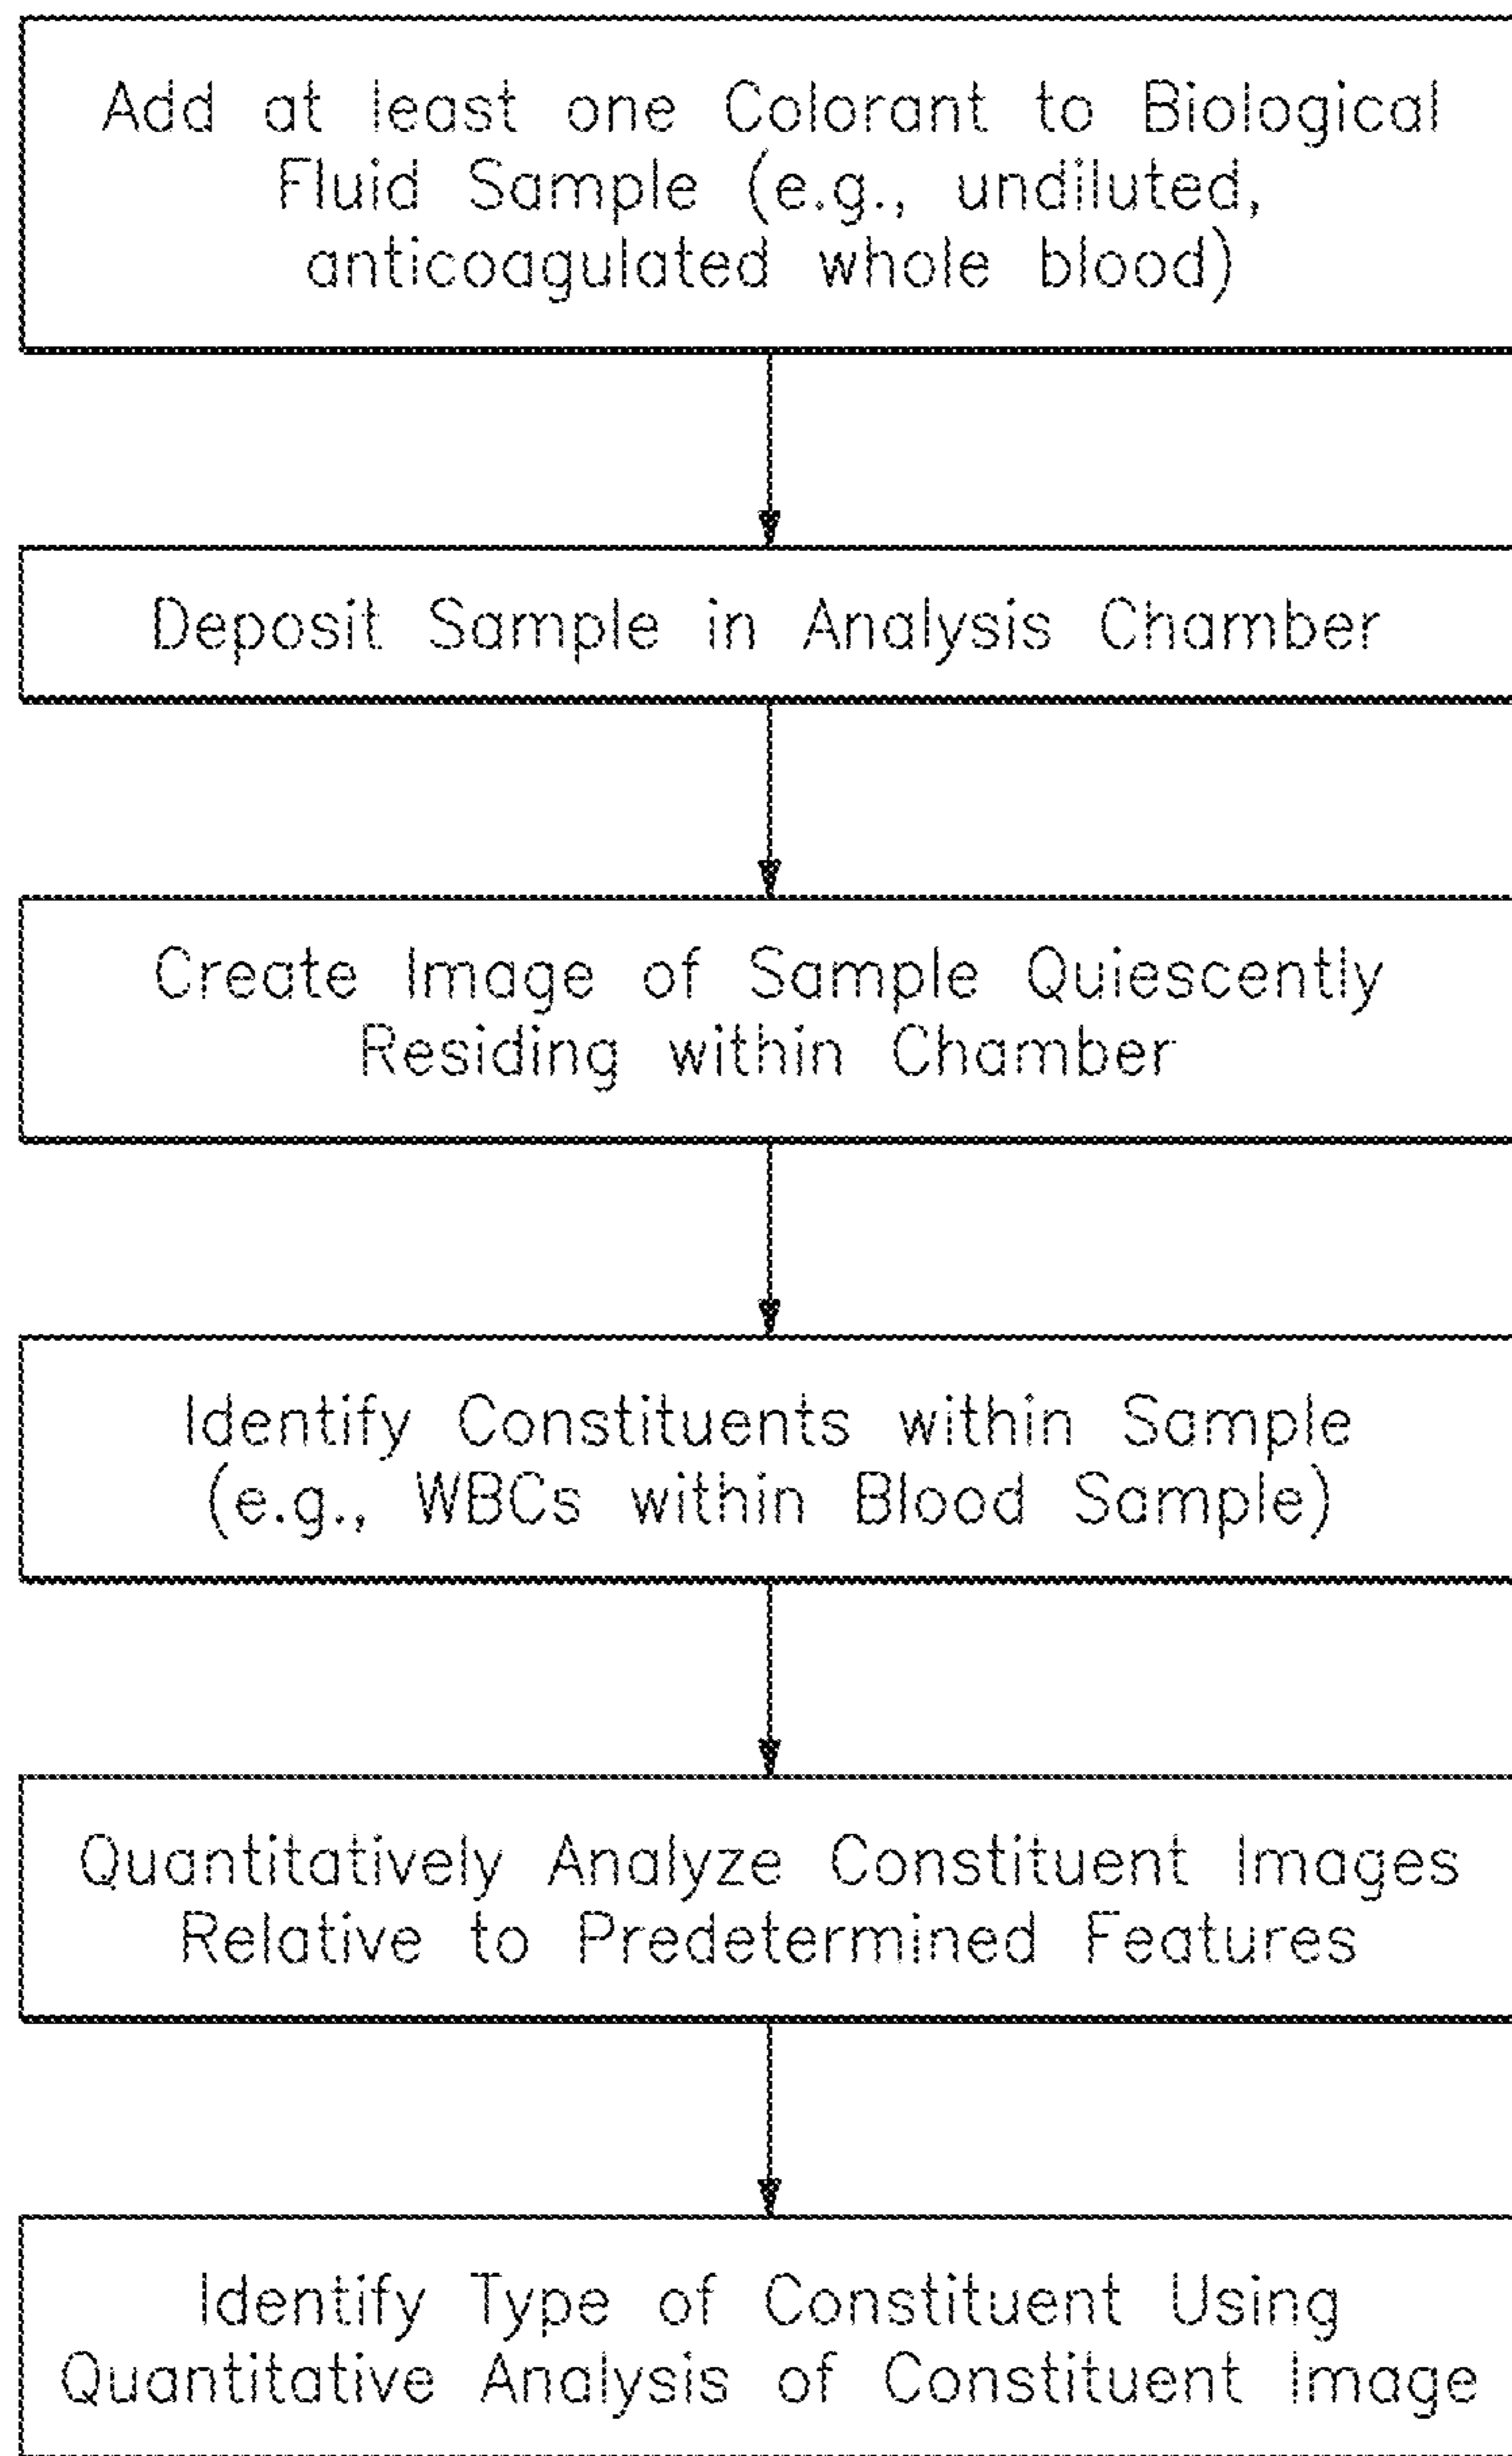 Add at least one Colorant to Biological
Fluid Sample (e.g., undiluted,
anticoagulated whole blood)
Deposit Sample in Analysis Chamber
Create Image of Sample Quiescently
Residing within Chamber
Identify Constituents within Sample
(e.g., WBCs within Blood Sample)
Quantitatively Analyze Constituent Images
Relative to Predetermined Features
Identify Type of Constituent Using
Quantitative Analysis of Constituent Image